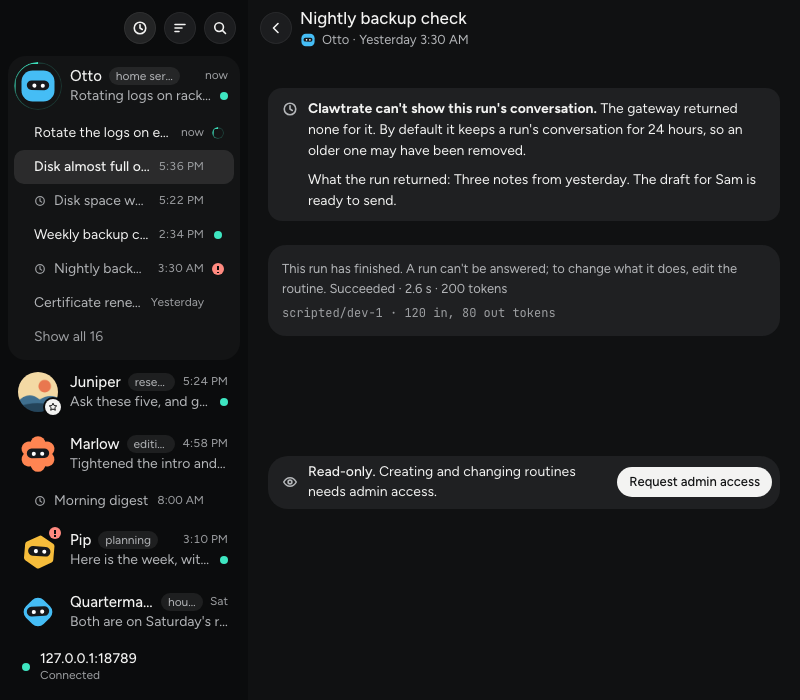 Otto home ser... now
Rotating logs on rack...
Rotate the logs on e... now
Disk almost full o... 5:36 PM
Disk space w... 5:22 PM
Weekly backup c... 2:34 PM
Nightly back... 3:30 AM
Certificate rene... Yesterday
Show all 16
Juniper rese... 5:24 PM
Ask these five, and g...
Marlow editi... 4:58 PM
Tightened the intro and...
Morning digest 8:00 AM
Pip planning 3:10 PM
Here is the week, wit...
Quarterma... hou... Sat
Both are on Saturday's r...
127.0.0.1:18789
Connected
Nightly backup check
Otto · Yesterday 3:30 AM
Clawtrate can't show this run's conversation. The gateway returned
none for it. By default it keeps a run's conversation for 24 hours, so an
older one may have been removed.
What the run returned: Three notes from yesterday. The draft for Sam is
ready to send.
This run has finished. A run can't be answered; to change what it does, edit the
routine. Succeeded · 2.6 s · 200 tokens
scripted/dev-1 · 120 in, 80 out tokens
Read-only. Creating and changing routines
needs admin access.
Request admin access